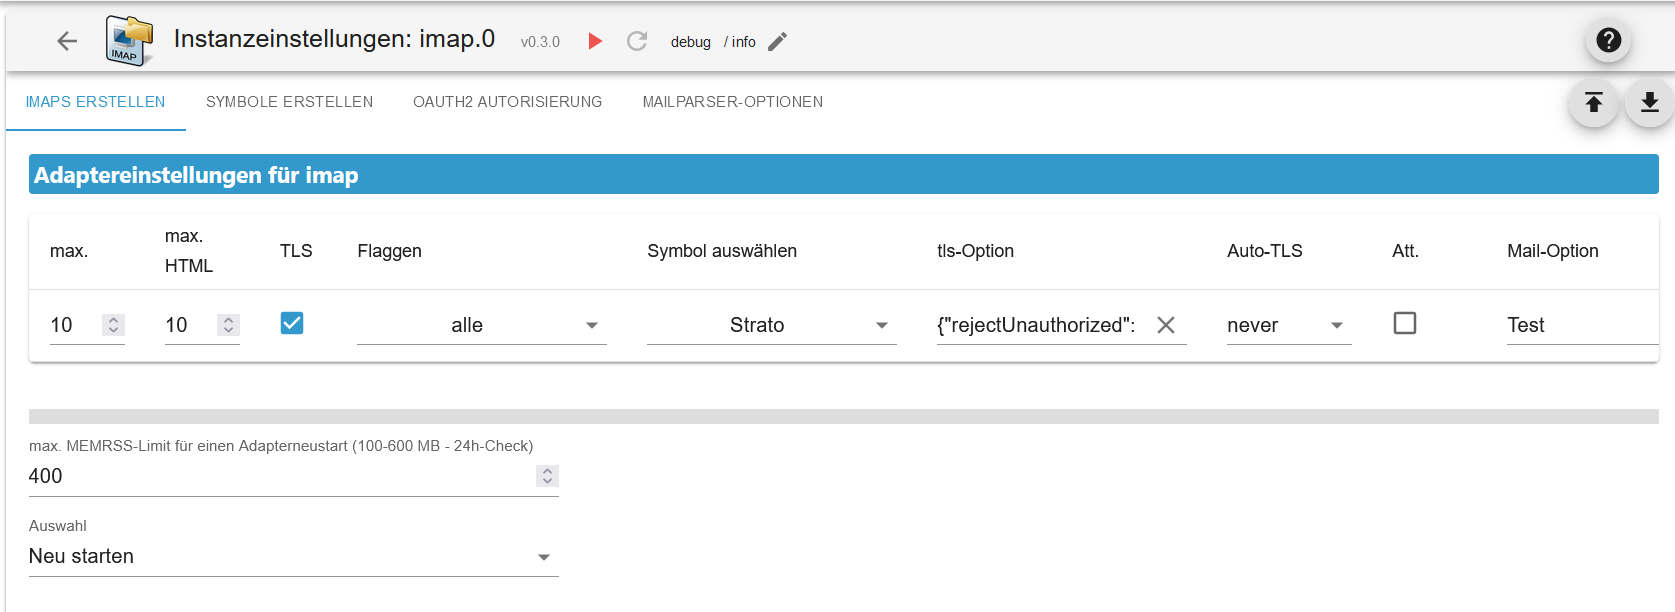 IMAP
Instanzeinstellungen: imap.0 v0.3.0 debug / info
IMAPS ERSTELLEN SYMBOLE ERSTELLEN OAUTH2 AUTORISIERUNG MAILPARSER-OPTIONEN
Adaptereinstellungen für imap
max. max. HTML TLS Flaggen Symbol auswählen tls-Option Auto-TLS Att. Mail-Option
10 10 alle Strato {"rejectUnauthorized": never Test
max. MEMRSS-Limit für einen Adapterneustart (100-600 MB - 24h-Check)
400
Auswahl
Neu starten